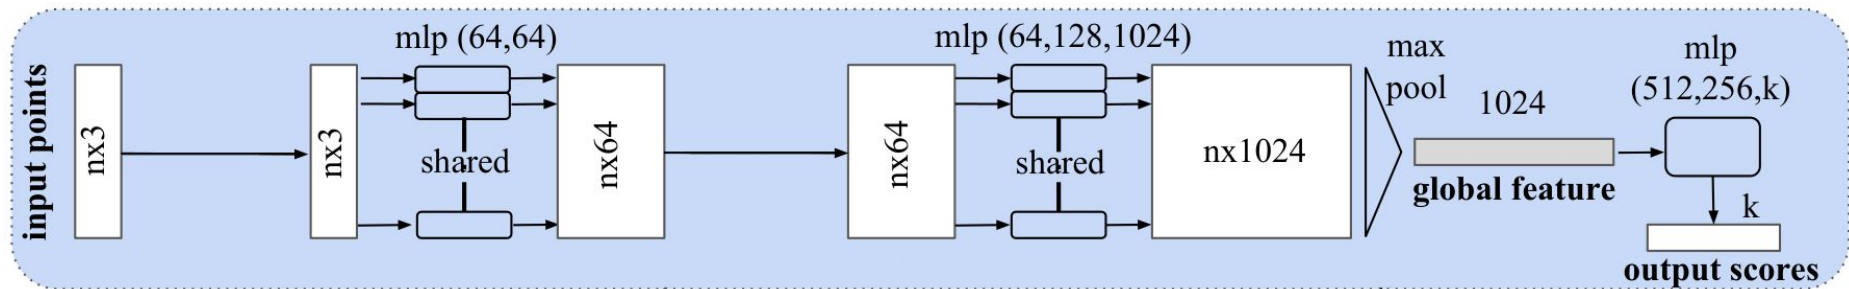 input points
nx3
nx3
mlp (64,64)
shared
nx64
nx64
mlp (64,128,1024)
shared
nx1024
max
pool
1024
global feature
mlp
(512,256,k)
k
output scores